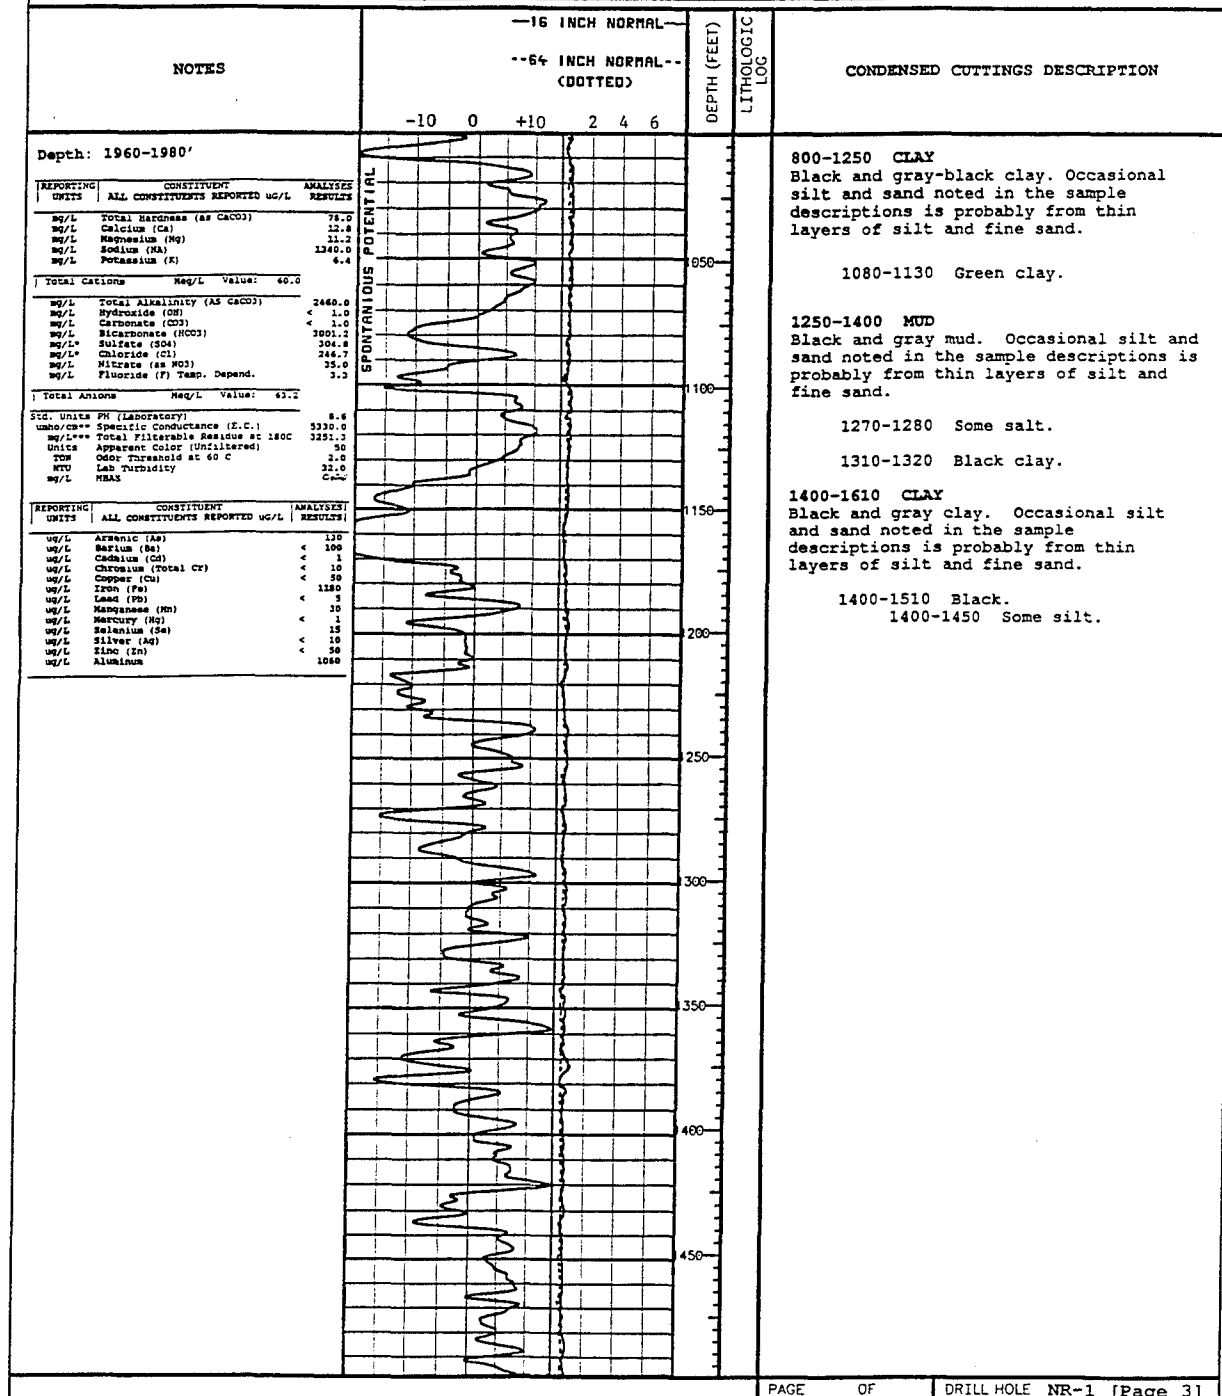 NOTES
—16 INCH NORMAL—
--64 INCH NORMAL--
(DOTTED)
-10 0 +10 2 4 6
DEPTH (FEET)
LITHOLOGIC
LOG
CONDENSED CUTTINGS DESCRIPTION
Depth: 1960-1980'
REPORTING CONSTITUENT ANALYSES
UNITS ALL CONSTITUENTS REPORTED uG/L RESULTS
mg/L Total Hardness (as CaCO3) 78.0
mg/L Calcium (Ca) 12.8
mg/L Magnesium (Mg) 11.2
mg/L Sodium (NA) 1340.0
mg/L Potassium (K) 6.4
Total Cations Meq/L Value: 60.0
mg/L Total Alkalinity (AS CaCO3) 2460.0
mg/L Hydroxide (OH) < 1.0
mg/L Carbonate (CO3) < 1.0
mg/L Bicarbonate (HCO3) 3001.2
mg/L* Sulfate (SO4) 304.8
mg/L* Chloride (Cl) 246.7
mg/L Nitrate (as NO3) 35.0
mg/L Fluoride (F) Temp. Depend. 3.3
Total Anions Meq/L Value: 63.2
Std. Units PH (Laboratory) 8.6
umho/cm** Specific Conductance (E.C.) 5330.0
mg/L*** Total Filterable Residue at 180C 3251.3
Units Apparent Color (Unfiltered) 50
TON Odor Threshold at 60 C 2.0
NTU Lab Turbidity 32.0
mg/L MBAS
REPORTING CONSTITUENT ANALYSES
UNITS ALL CONSTITUENTS REPORTED uG/L RESULTS
ug/L Arsenic (As) 130
ug/L Barium (Ba) < 100
ug/L Cadmium (Cd) < 1
ug/L Chromium (Total Cr) < 10
ug/L Copper (Cu) < 50
ug/L Iron (Fe) 1180
ug/L Lead (Pb) < 5
ug/L Manganese (Mn) 30
ug/L Mercury (Hg) < 1
ug/L Selenium (Se) 15
ug/L Silver (Ag) < 10
ug/L Zinc (Zn) < 50
ug/L Aluminum 1060
SPONTANIOUS POTENTIAL
1050
1100
1150
1200
1250
1300
1350
1400
1450
800-1250 CLAY
Black and gray-black clay. Occasional
silt and sand noted in the sample
descriptions is probably from thin
layers of silt and fine sand.
1080-1130 Green clay.
1250-1400 MUD
Black and gray mud. Occasional silt and
sand noted in the sample descriptions is
probably from thin layers of silt and
fine sand.
1270-1280 Some salt.
1310-1320 Black clay.
1400-1610 CLAY
Black and gray clay. Occasional silt
and sand noted in the sample
descriptions is probably from thin
layers of silt and fine sand.
1400-1510 Black.
1400-1450 Some silt.
PAGE OF DRILL HOLE NR-1 [Page 3]